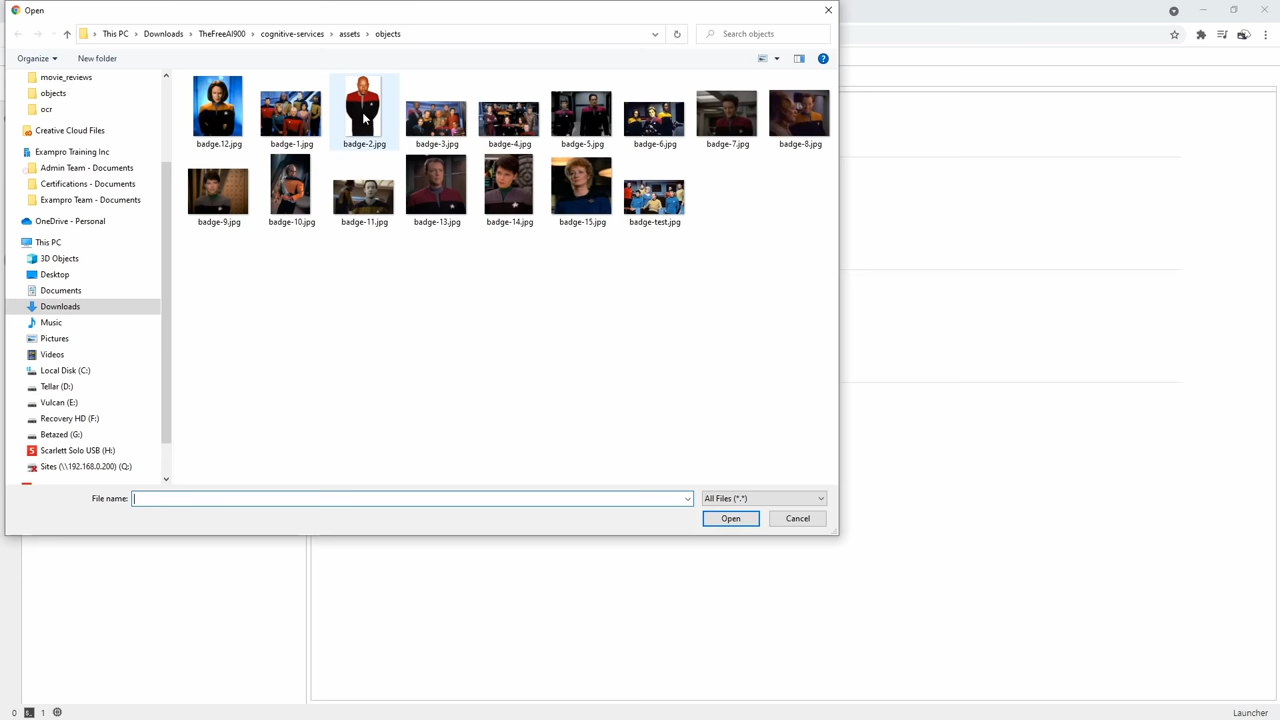 Open
This PC
Downloads
TheFreeAI900
cognitive-services
assets
objects
Search objects
Organize
New folder
movie_reviews
objects
ocr
Creative Cloud Files
Exampro Training Inc
Admin Team - Documents
Certifications - Documents
Exampro Team - Documents
OneDrive - Personal
This PC
3D Objects
Desktop
Documents
Downloads
Music
Pictures
Videos
Local Disk (C:)
Tellar (D:)
Vulcan (E:)
Recovery HD (F:)
Betazed (G:)
Scarlett Solo USB (H:)
Sites (\\192.168.0.200) (Q:)
badge.12.jpg badge-1.jpg badge-2.jpg badge-3.jpg badge-4.jpg badge-5.jpg badge-6.jpg badge-7.jpg badge-8.jpg
badge-9.jpg badge-10.jpg badge-11.jpg badge-13.jpg badge-14.jpg badge-15.jpg badge-test.jpg
File name:
All Files (*.*)
Open Cancel
0 1 Launcher